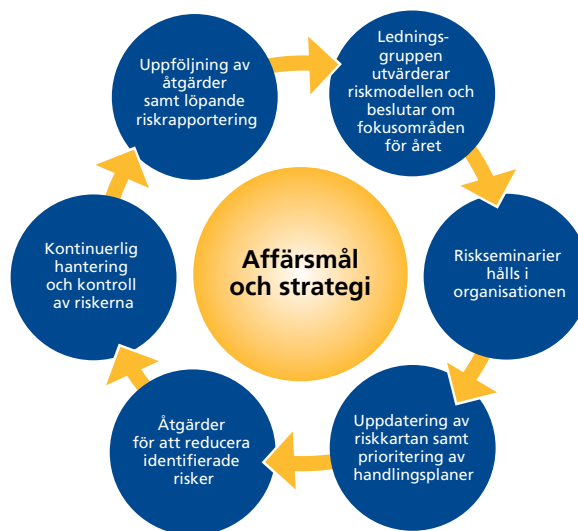 Lednings-
gruppen
utvärderar
riskmodellen och
beslutar om
fokusområden
för året
Riskseminarier
hålls i
organisationen
Uppdatering av
riskkartan samt
prioritering av
handlingsplaner
Åtgärder
för att reducera
identifierade
risker
Kontinuerlig
hantering
och kontroll
av riskerna
Uppföljning av
åtgärder
samt löpande
riskrapportering
Affärsmål
och strategi